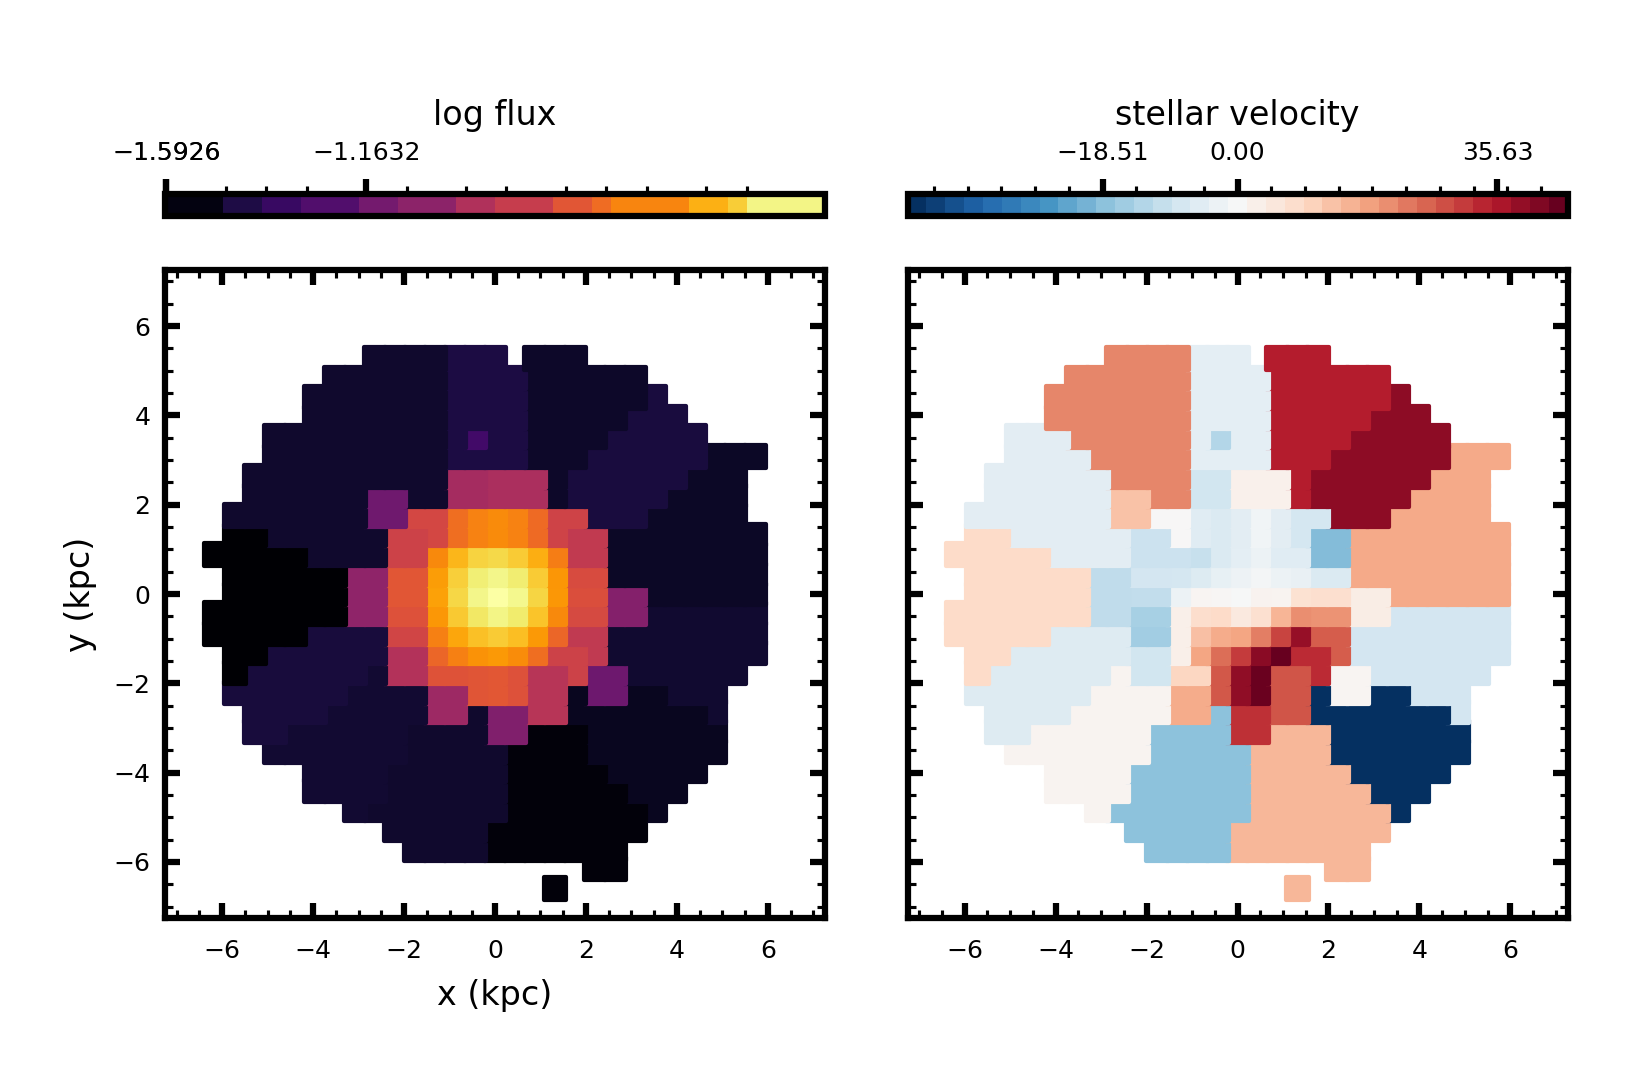 log flux
stellar velocity
−1.5926 −1.1632
−18.51 0.00 35.63
6
4
2
0
−2
−4
−6
y (kpc)
−6 −4 −2 0 2 4 6
−6 −4 −2 0 2 4 6
x (kpc)